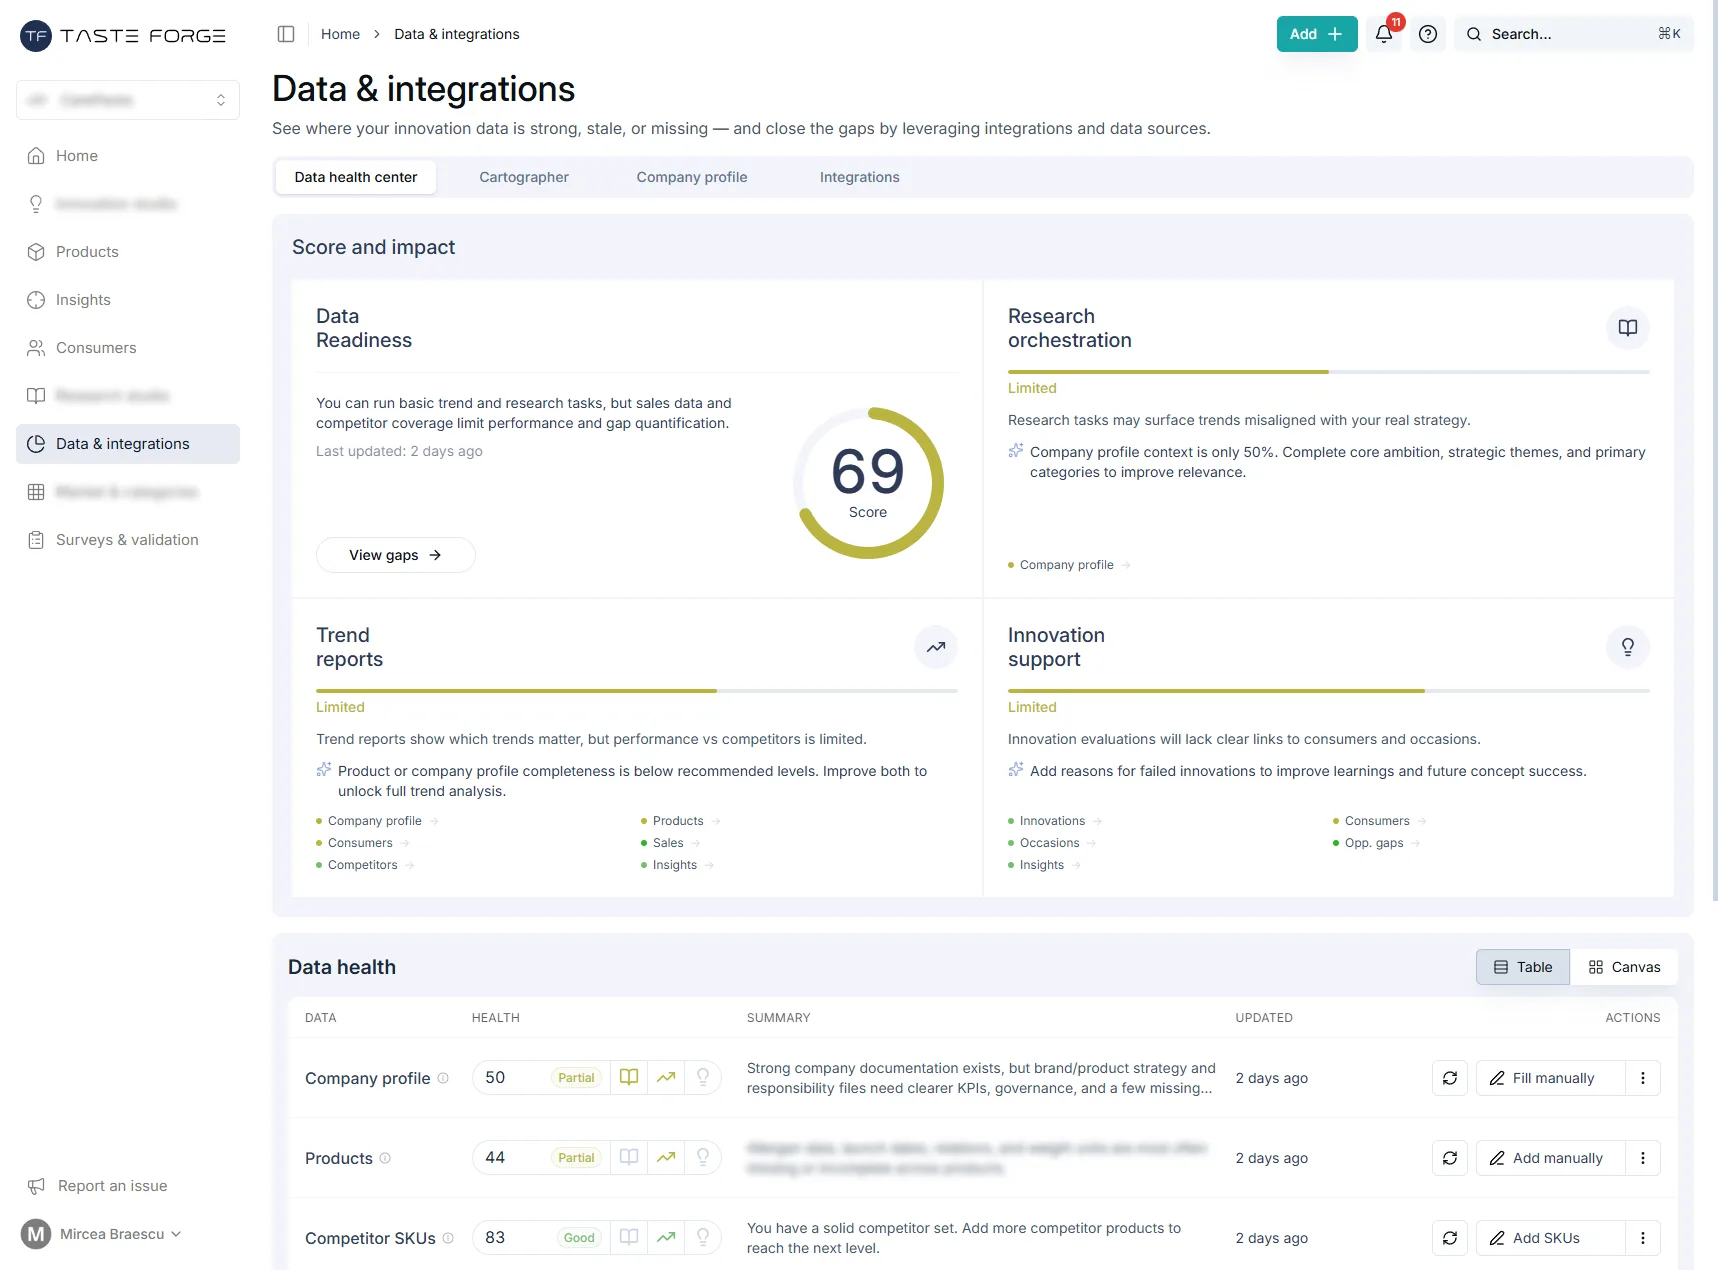 TF TASTE FORGE
Home > Data & integrations
Add +
11
Search...
⌘K
Home
Products
Insights
Consumers
Data & integrations
Surveys & validation
Report an issue
M Mircea Braescu
Data & integrations
See where your innovation data is strong, stale, or missing — and close the gaps by leveraging integrations and data sources.
Data health center
Cartographer
Company profile
Integrations
Score and impact
Data
Readiness
You can run basic trend and research tasks, but sales data and
competitor coverage limit performance and gap quantification.
Last updated: 2 days ago
View gaps →
69
Score
Research
orchestration
Limited
Research tasks may surface trends misaligned with your real strategy.
Company profile context is only 50%. Complete core ambition, strategic themes, and primary
categories to improve relevance.
Company profile →
Trend
reports
Limited
Trend reports show which trends matter, but performance vs competitors is limited.
Product or company profile completeness is below recommended levels. Improve both to
unlock full trend analysis.
Company profile →
Products →
Consumers →
Sales →
Competitors →
Insights →
Innovation
support
Limited
Innovation evaluations will lack clear links to consumers and occasions.
Add reasons for failed innovations to improve learnings and future concept success.
Innovations →
Consumers →
Occasions →
Opp. gaps →
Insights →
Data health
Table
Canvas
DATA
HEALTH
SUMMARY
UPDATED
ACTIONS
Company profile
50
Partial
Strong company documentation exists, but brand/product strategy and
responsibility files need clearer KPIs, governance, and a few missing...
2 days ago
Fill manually
Products
44
Partial
2 days ago
Add manually
Competitor SKUs
83
Good
You have a solid competitor set. Add more competitor products to
reach the next level.
2 days ago
Add SKUs